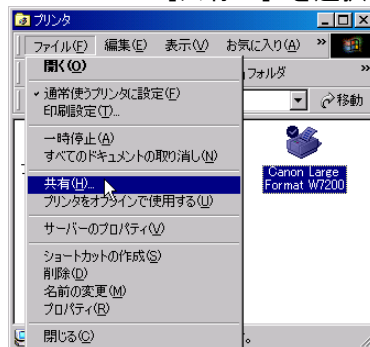 プリンタ
ファイル(F) 編集(E) 表示(V) お気に入り(A) »
開く(O)
フォルダ »
通常使うプリンタに設定(F)
移動
印刷設定(T)...
一時停止(A)
すべてのドキュメントの取り消し(N)
共有(H)...
プリンタをオフラインで使用する(U)
サーバーのプロパティ(V)
ショートカットの作成(S)
削除(D)
名前の変更(M)
プロパティ(R)
閉じる(C)
Canon Large
Format W7200